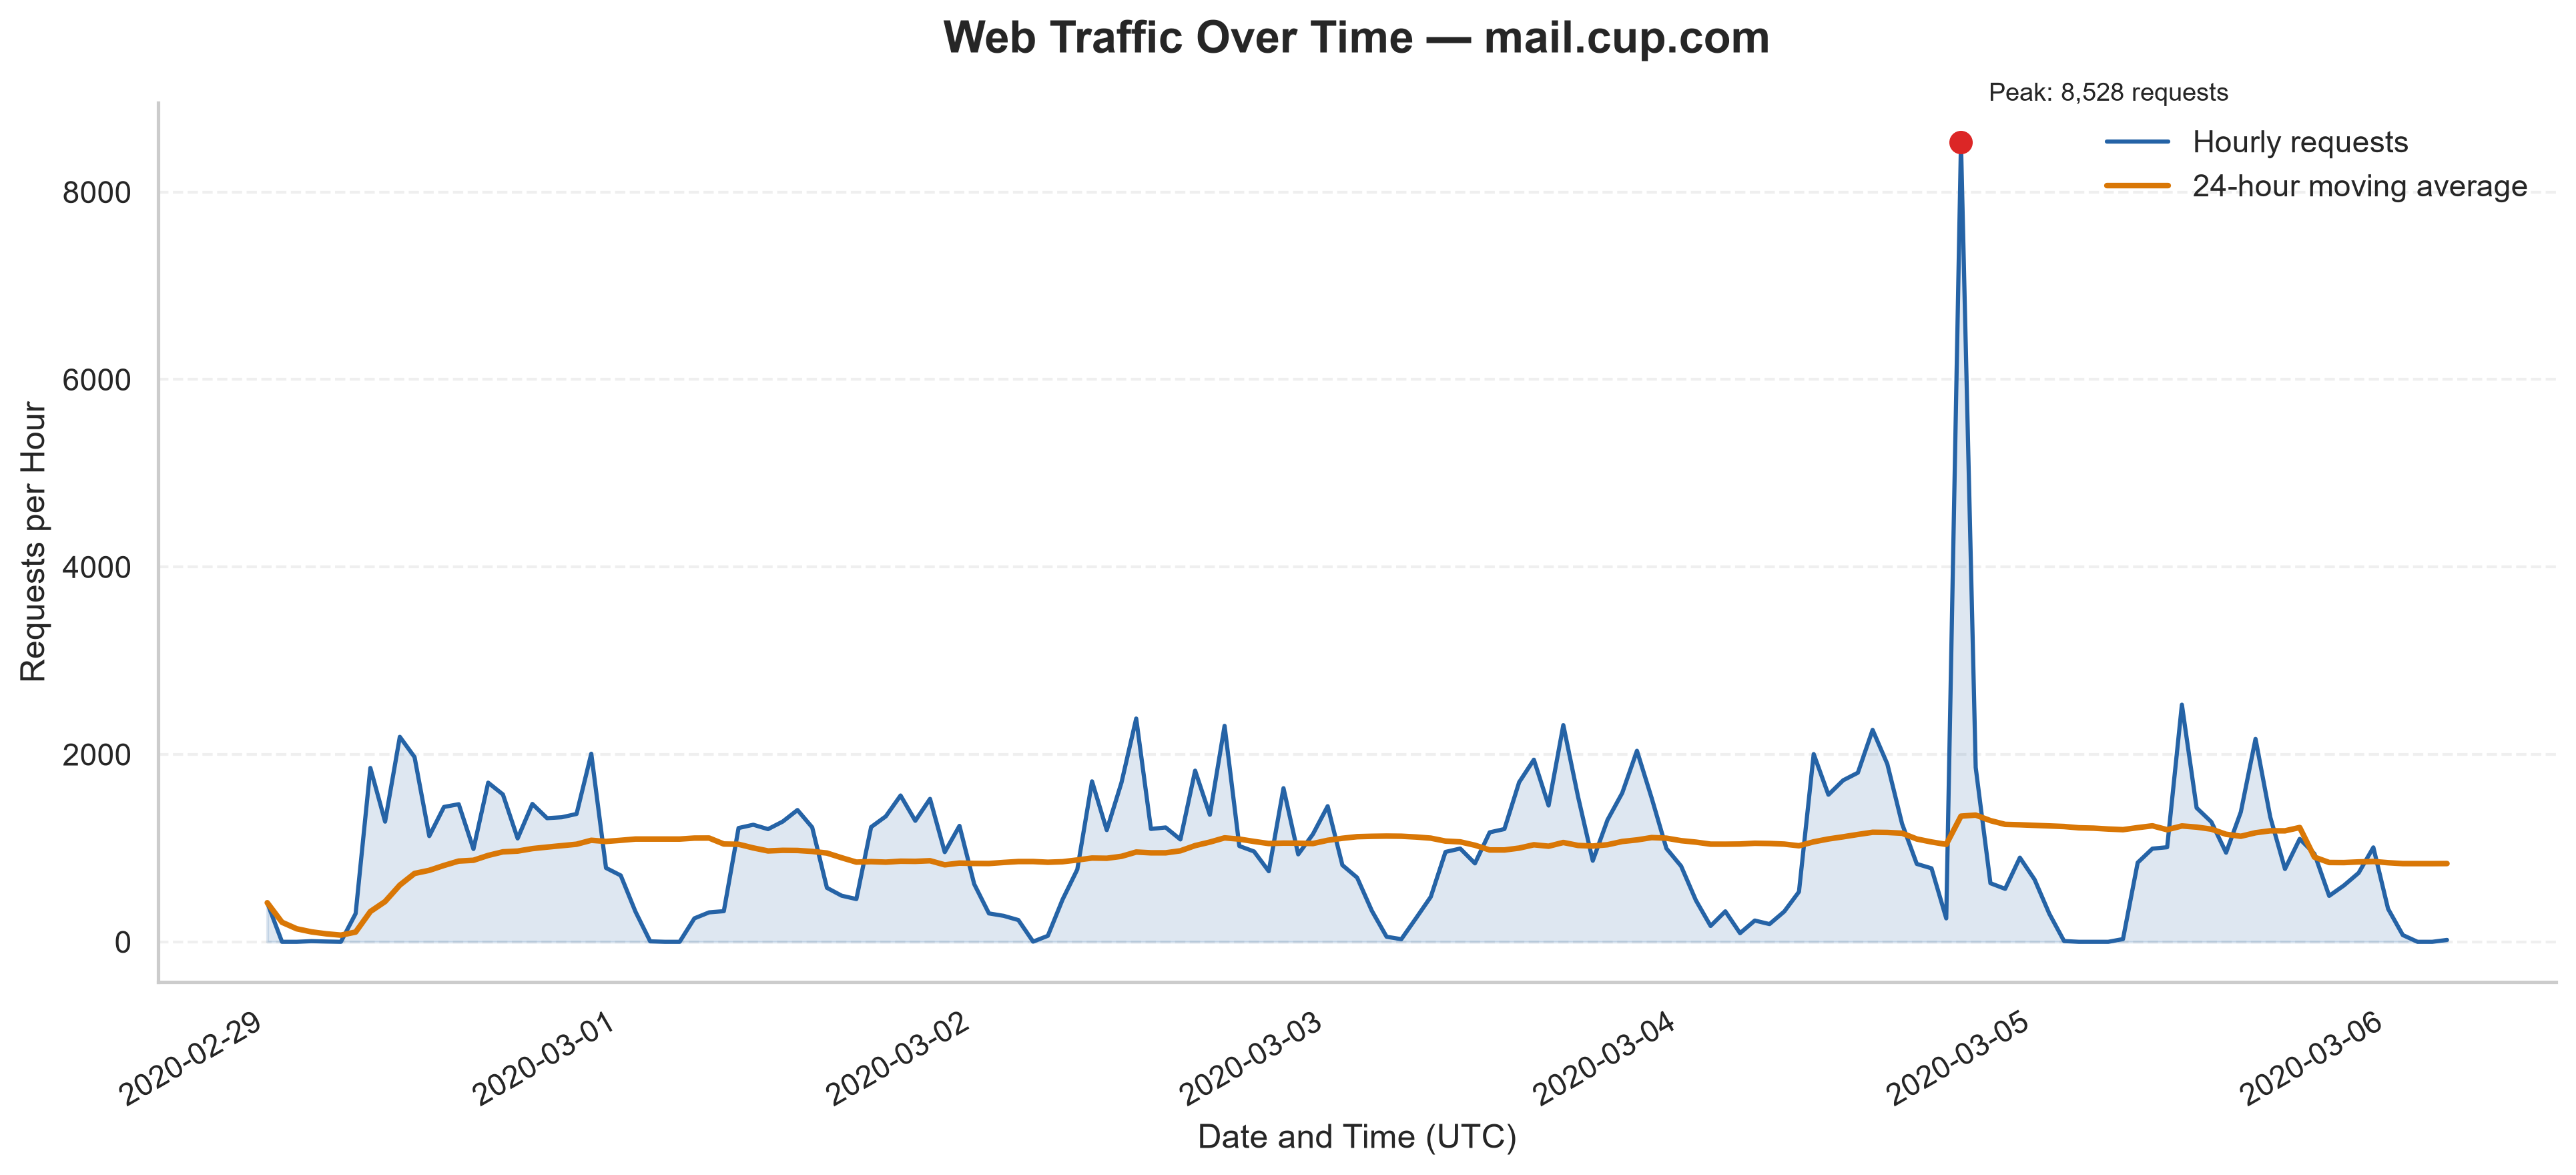 Web Traffic Over Time — mail.cup.com
Peak: 8,528 requests
Hourly requests
24-hour moving average
Requests per Hour
8000
6000
4000
2000
0
2020-02-29
2020-03-01
2020-03-02
2020-03-03
2020-03-04
2020-03-05
2020-03-06
Date and Time (UTC)